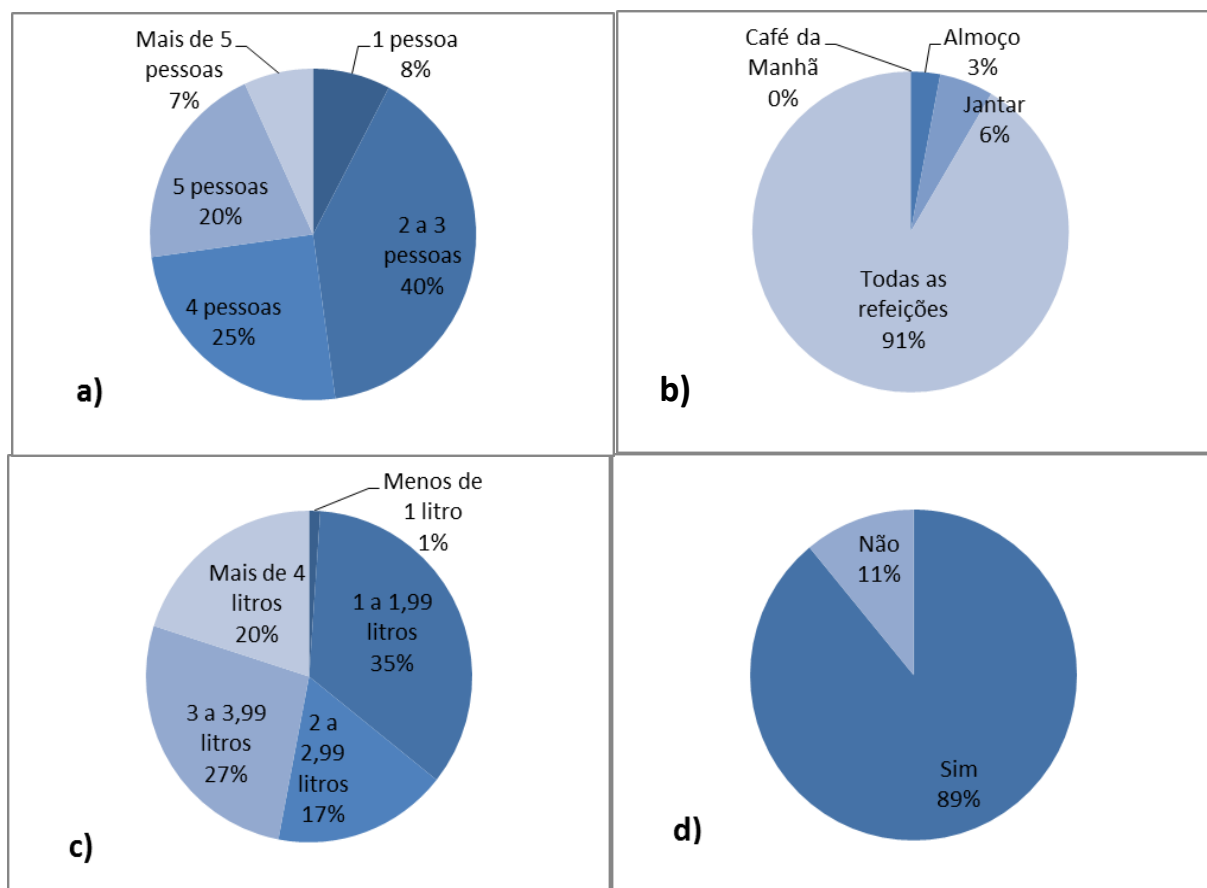 Mais de 5
pessoas
7%
1 pessoa
8%
2 a 3
pessoas
40%
4 pessoas
25%
5 pessoas
20%
a)
Café da
Manhã
0%
Almoço
3%
Jantar
6%
Todas as
refeições
91%
b)
Menos de
1 litro
1%
1 a 1,99
litros
35%
2 a
2,99
litros
17%
3 a 3,99
litros
27%
Mais de 4
litros
20%
c)
Não
11%
Sim
89%
d)